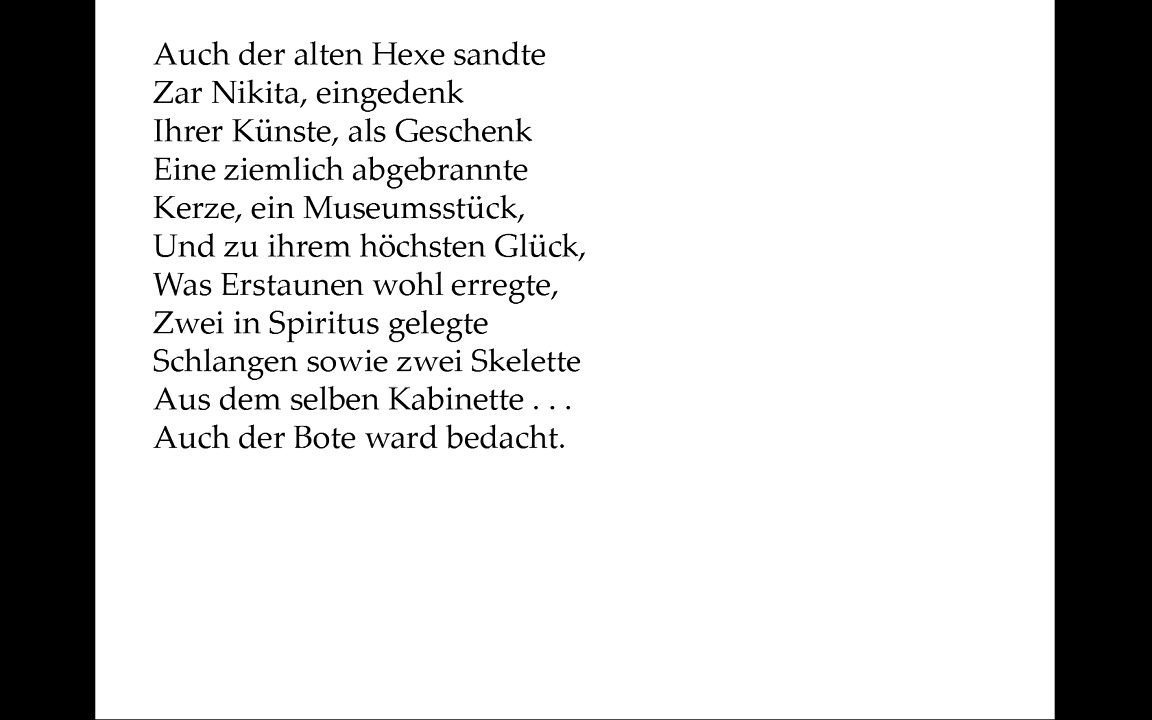 Auch der alten Hexe sandte
Zar Nikita, eingedenk
Ihrer Künste, als Geschenk
Eine ziemlich abgebrannte
Kerze, ein Museumsstück,
Und zu ihrem höchsten Glück,
Was Erstaunen wohl erregte,
Zwei in Spiritus gelegte
Schlangen sowie zwei Skelette
Aus dem selben Kabinette . . .
Auch der Bote ward bedacht.